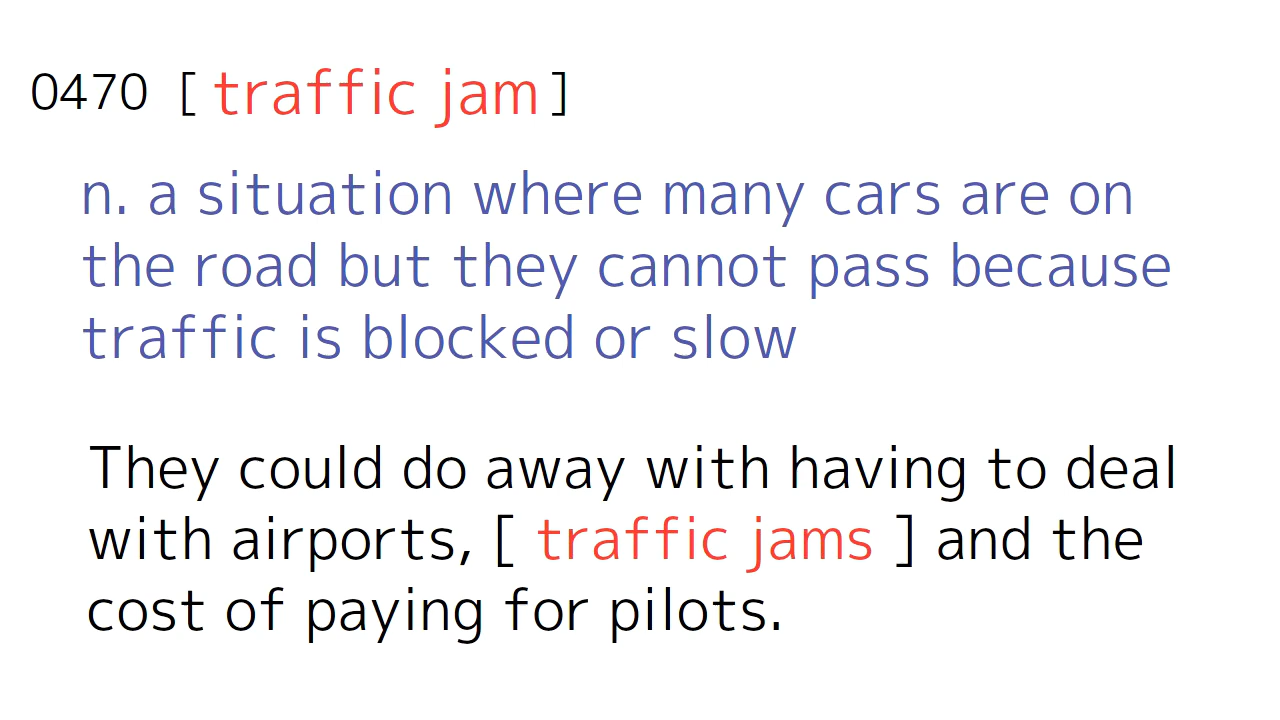 0470 [ traffic jam ]
n. a situation where many cars are on
the road but they cannot pass because
traffic is blocked or slow
They could do away with having to deal
with airports, [ traffic jams ] and the
cost of paying for pilots.